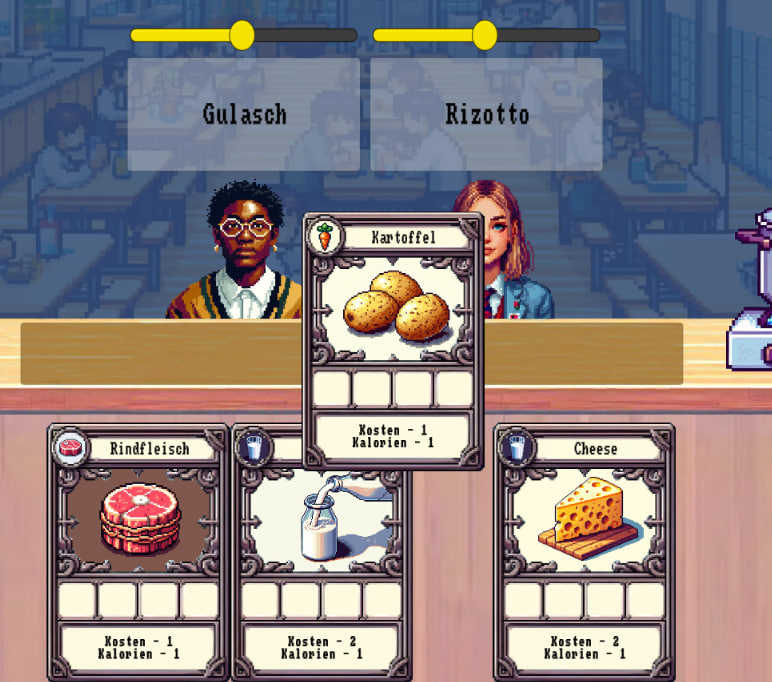 Gulasch
Rizotto
Kartoffel
Kosten - 1
Kalorien - 1
Rindfleisch
Kosten - 1
Kalorien - 1
Kosten - 2
Kalorien - 1
Cheese
Kosten - 2
Kalorien - 1